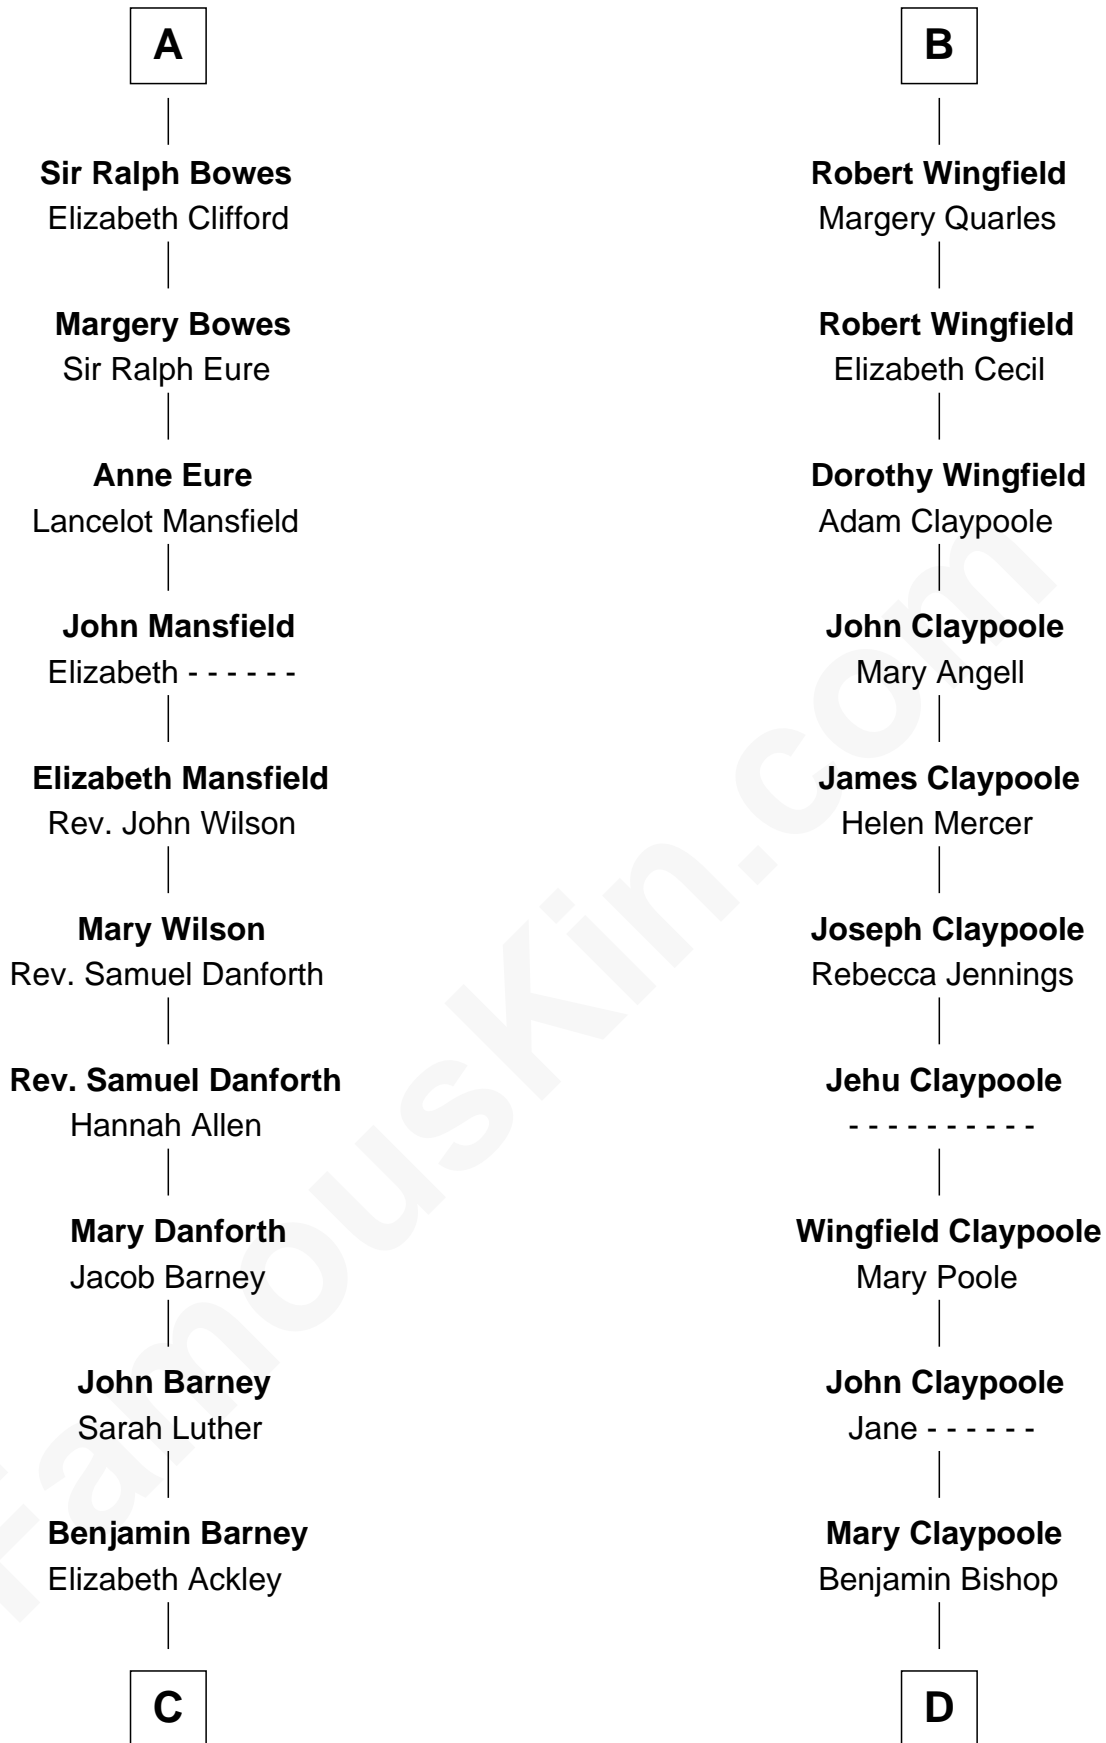 A
Sir Ralph Bowes
Elizabeth Clifford
Margery Bowes
Sir Ralph Eure
Anne Eure
Lancelot Mansfield
John Mansfield
Elizabeth - - - - - -
Elizabeth Mansfield
Rev. John Wilson
Mary Wilson
Rev. Samuel Danforth
Rev. Samuel Danforth
Hannah Allen
Mary Danforth
Jacob Barney
John Barney
Sarah Luther
Benjamin Barney
Elizabeth Ackley
C
B
Robert Wingfield
Margery Quarles
Robert Wingfield
Elizabeth Cecil
Dorothy Wingfield
Adam Claypoole
John Claypoole
Mary Angell
James Claypoole
Helen Mercer
Joseph Claypoole
Rebecca Jennings
Jehu Claypoole
- - - - - - - - - -
Wingfield Claypoole
Mary Poole
John Claypoole
Jane - - - - - -
Mary Claypoole
Benjamin Bishop
D
FamousKin.com